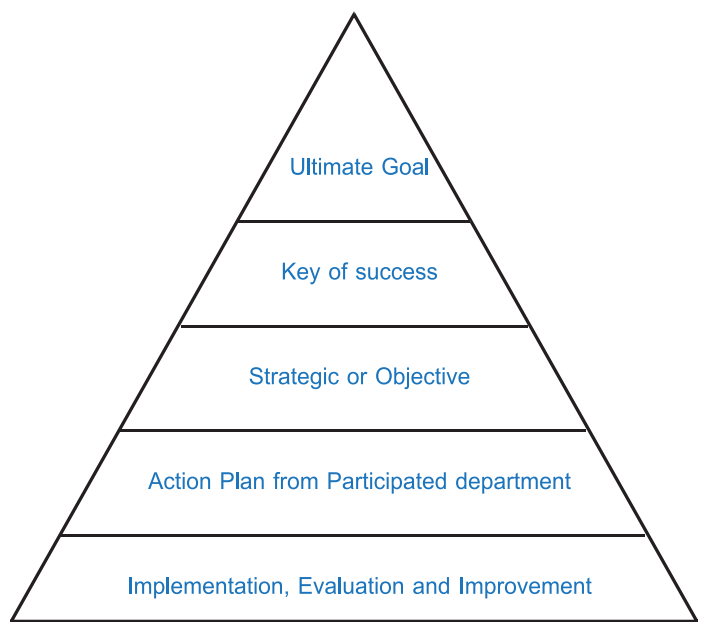 Ultimate Goal
Key of success
Strategic or Objective
Action Plan from Participated department
Implementation, Evaluation and Improvement